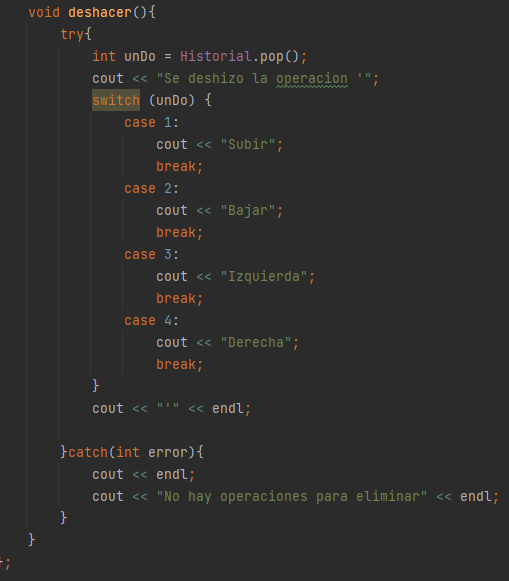 void deshacer(){
try{
int unDo = Historial.pop();
cout << "Se deshizo la operacion '";
switch (unDo) {
case 1:
cout << "Subir";
break;
case 2:
cout << "Bajar";
break;
case 3:
cout << "Izquierda";
break;
case 4:
cout << "Derecha";
break;
}
cout << "'" << endl;
}catch(int error){
cout << endl;
cout << "No hay operaciones para eliminar" << endl;
}
}
};